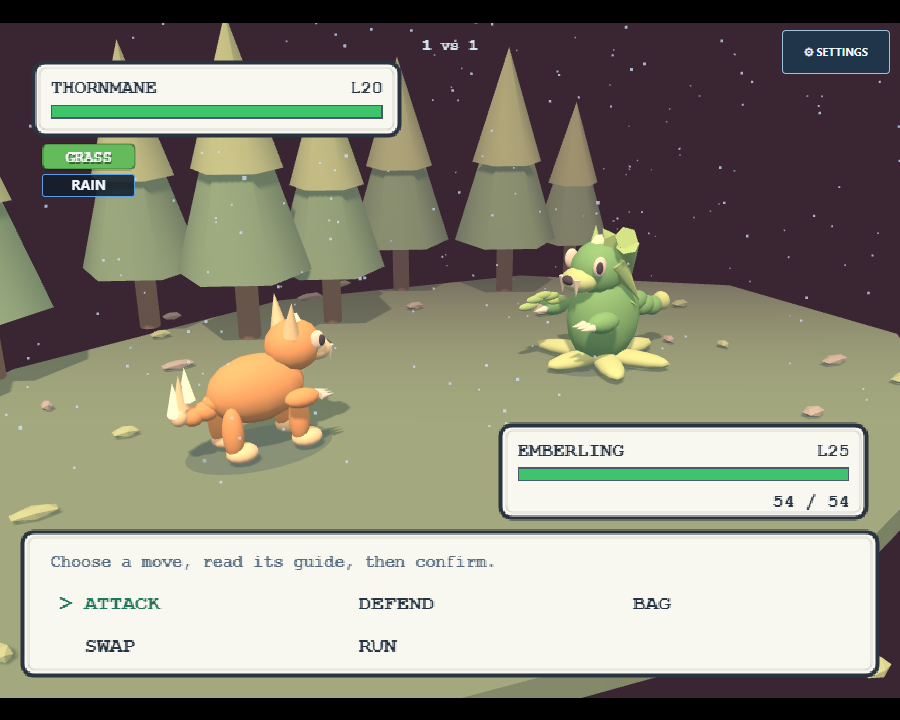 1 vs 1
⚙ SETTINGS
THORNMANE L20
GRASS
RAIN
EMBERLING L25
54 / 54
Choose a move, read its guide, then confirm.
> ATTACK DEFEND BAG
SWAP RUN